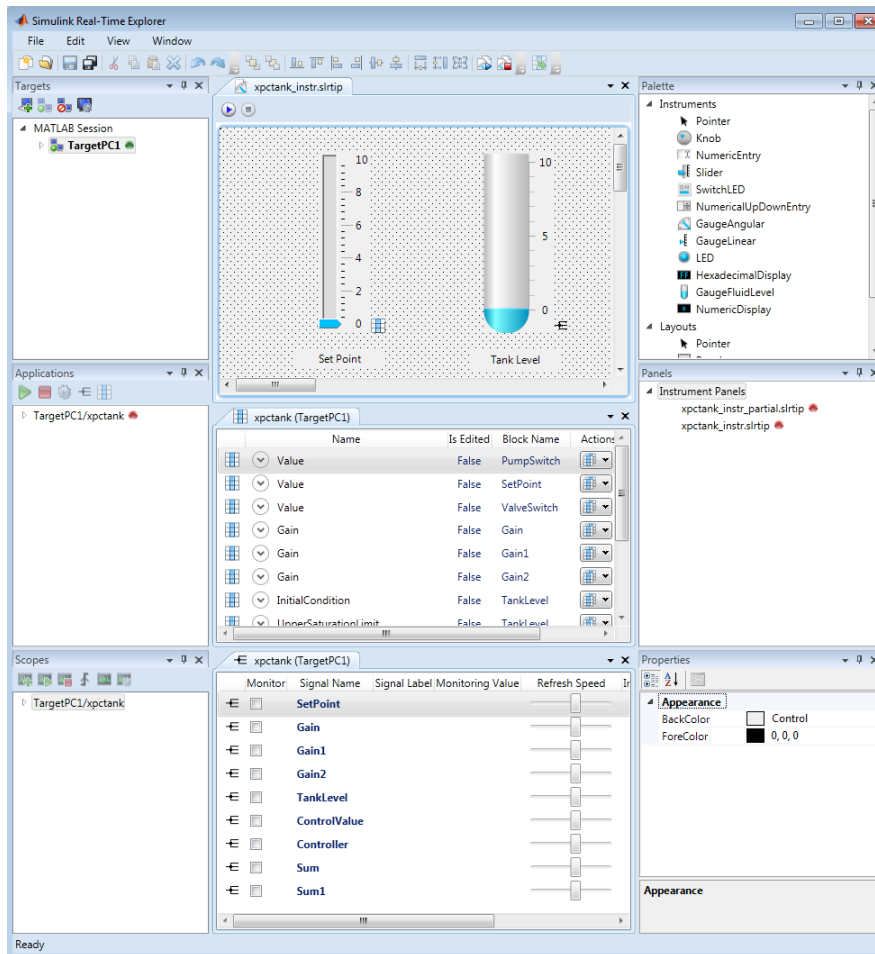 Simulink Real-Time Explorer
File Edit View Window
Targets
MATLAB Session
TargetPC1
xpctank_instr.slrtip
10
8
6
4
2
0
Set Point
10
5
0
Tank Level
Palette
Instruments
Pointer
Knob
NumericEntry
Slider
SwitchLED
NumericalUpDownEntry
GaugeAngular
GaugeLinear
LED
HexadecimalDisplay
GaugeFluidLevel
NumericDisplay
Layouts
Pointer
Applications
TargetPC1/xpctank
xpctank (TargetPC1)
Name Is Edited Block Name Actions
Value False PumpSwitch
Value False SetPoint
Value False ValveSwitch
Gain False Gain
Gain False Gain1
Gain False Gain2
InitialCondition False TankLevel
UpperSaturationLimit False TankLevel
Panels
Instrument Panels
xpctank_instr_partial.slrtip
xpctank_instr.slrtip
Scopes
TargetPC1/xpctank
xpctank (TargetPC1)
Monitor Signal Name Signal Label Monitoring Value Refresh Speed Ir
SetPoint
Gain
Gain1
Gain2
TankLevel
ControlValue
Controller
Sum
Sum1
Properties
Appearance
BackColor Control
ForeColor 0, 0, 0
Appearance
Ready